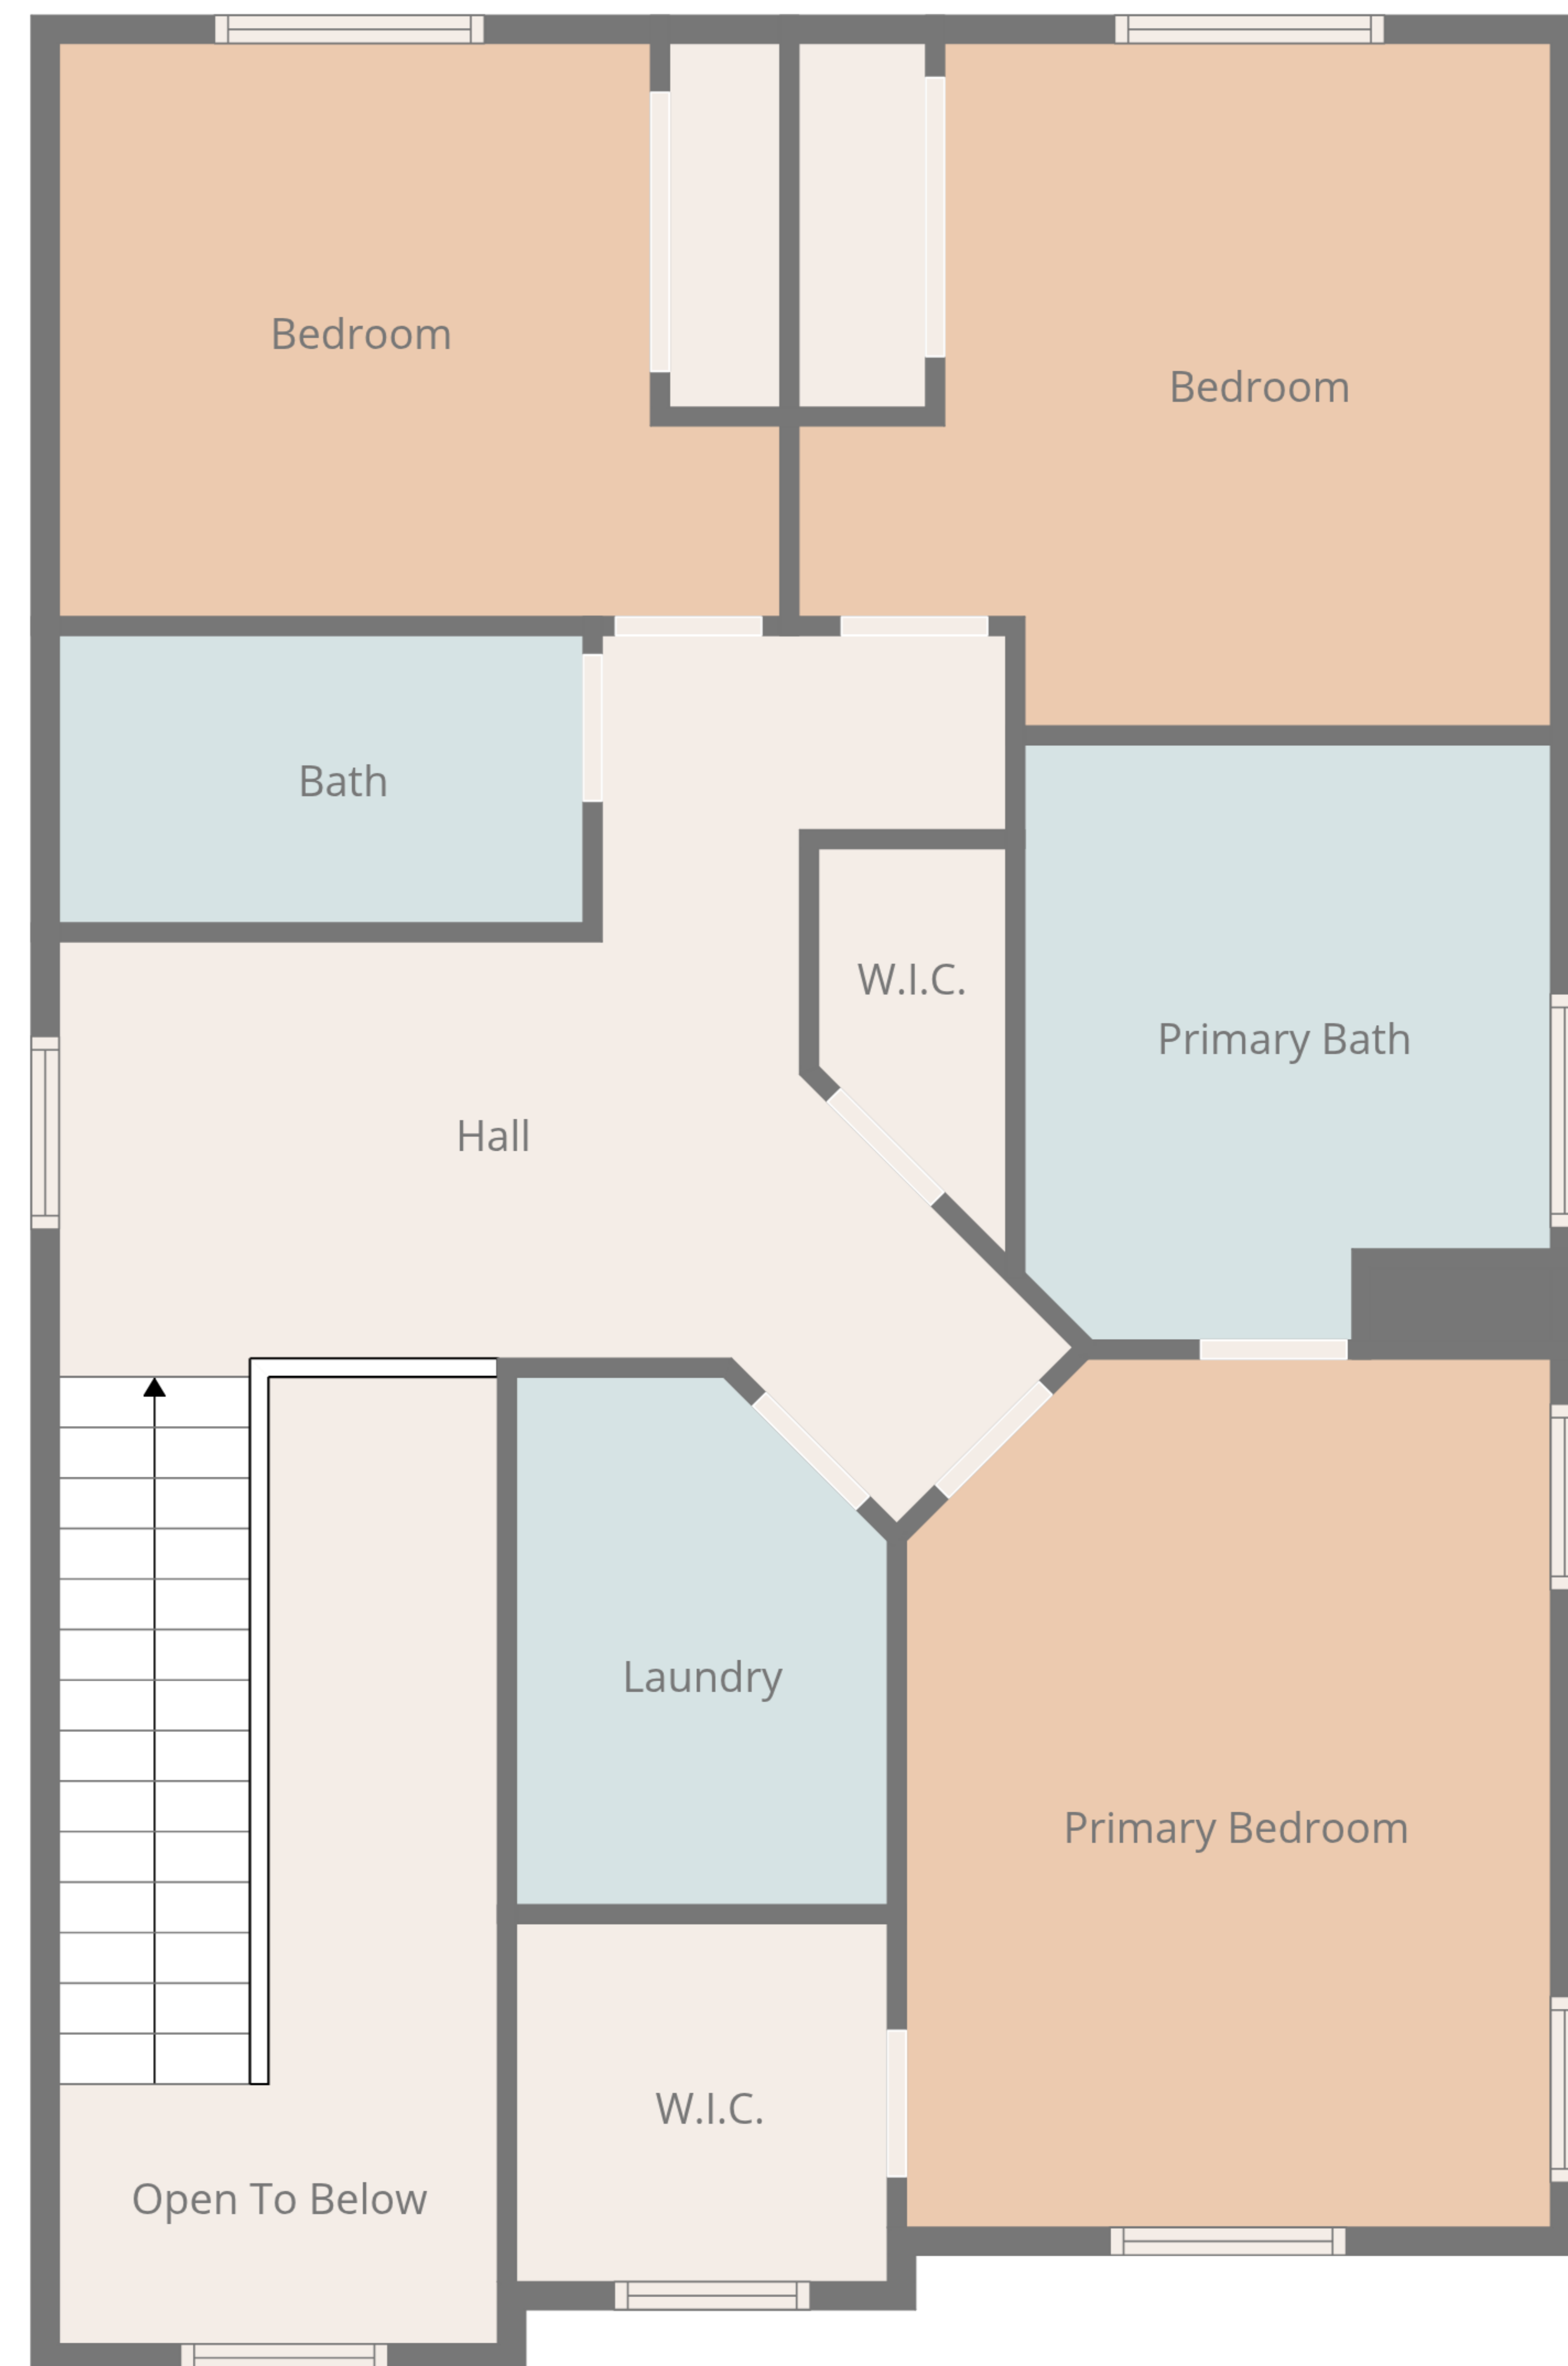 Bedroom
Bedroom
Bath
W.I.C.
Primary Bath
Hall
Laundry
Primary Bedroom
W.I.C.
Open To Below